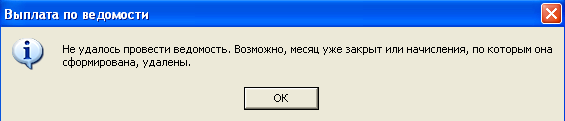 Выплата по ведомости
Не удалось провести ведомость. Возможно, месяц уже закрыт или начисления, по которым она
сформирована, удалены.
OK